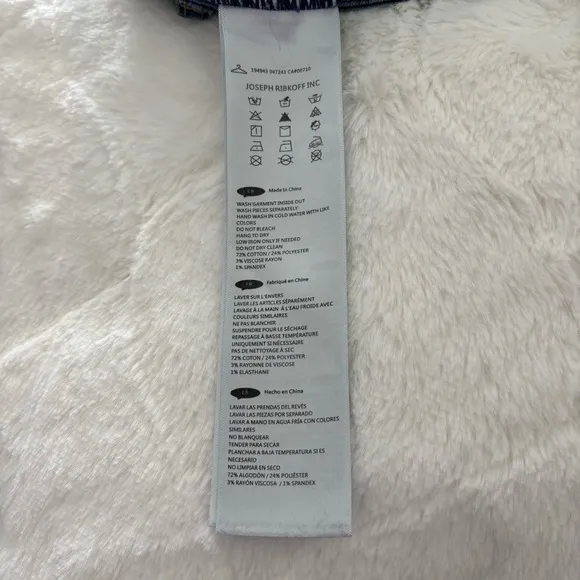 JOSEPH RIBKOFF INC
Made In China
WASH GARMENT INSIDE OUT
WASH PIECES SEPARATELY
HAND WASH IN COLD WATER WITH LIKE
COLORS
DO NOT BLEACH
HANG TO DRY
LOW IRON ONLY IF NEEDED
DO NOT DRY CLEAN
72% COTTON / 24% POLYESTER
3% VISCOSE RAYON
1% SPANDEX
FR
Fabriqué en China
LAVER SUR L'ENVERS
LAVER LES ARTICLES SÉPARÉMENT
LAVAGE À LA MAIN À L'EAU FROIDE AVEC
COULEURS SIMILAIRES
NE PAS BLANCHIR
SUSPENDRE POUR LE SÉCHAGE
REPASSAGE À BASSE TEMPÉRATURE
UNIQUEMENT SI NÉCESSAIRE
PAS DE NETTOYAGE À SEC
72% COTON / 24% POLYESTER
3% RAYONNE DE VISCOSE
1% ELASTHANE
Hecho en China
LAVAR LAS PRENDAS DEL REVÉS
LAVAR LAS PIEZAS POR SEPARADO
LAVAR A MANO EN AGUA FRÍA CON COLORES
SIMILARES
NO BLANQUEAR
TENDER PARA SECAR
PLANCHAR A BAJA TEMPERATURA SI ES
NECESARIO
NO LIMPIAR EN SECO
72% ALGODÓN / 24% POLIÉSTER
3% RAYÓN VISCOSA / 1% SPANDEX